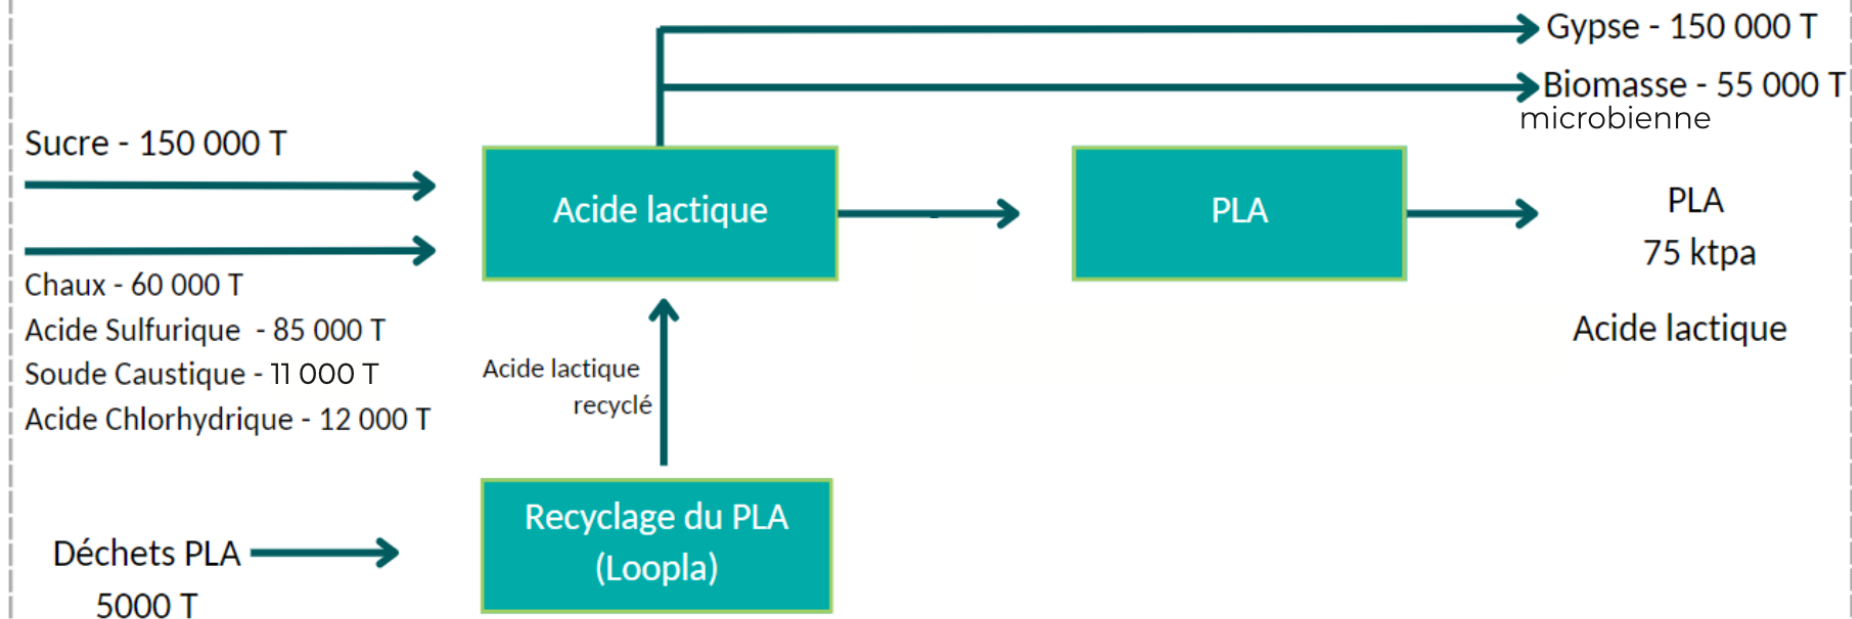 Gypse - 150 000 T
Biomasse - 55 000 T
microbienne
Sucre - 150 000 T
Acide lactique
PLA
PLA
75 ktpa
Chaux - 60 000 T
Acide Sulfurique - 85 000 T
Soude Caustique - 11 000 T
Acide Chlorhydrique - 12 000 T
Acide lactique
Acide lactique
recyclé
Recyclage du PLA
(Loopla)
Déchets PLA
5000 T